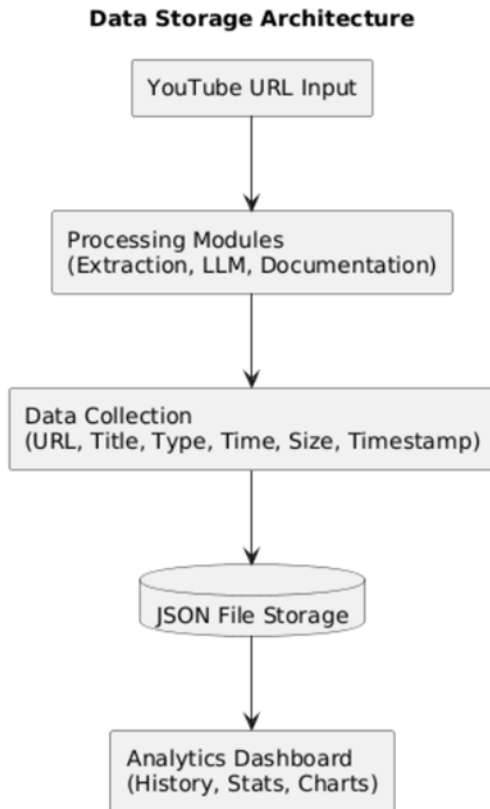 Data Storage Architecture
YouTube URL Input
Processing Modules
(Extraction, LLM, Documentation)
Data Collection
(URL, Title, Type, Time, Size, Timestamp)
JSON File Storage
Analytics Dashboard
(History, Stats, Charts)